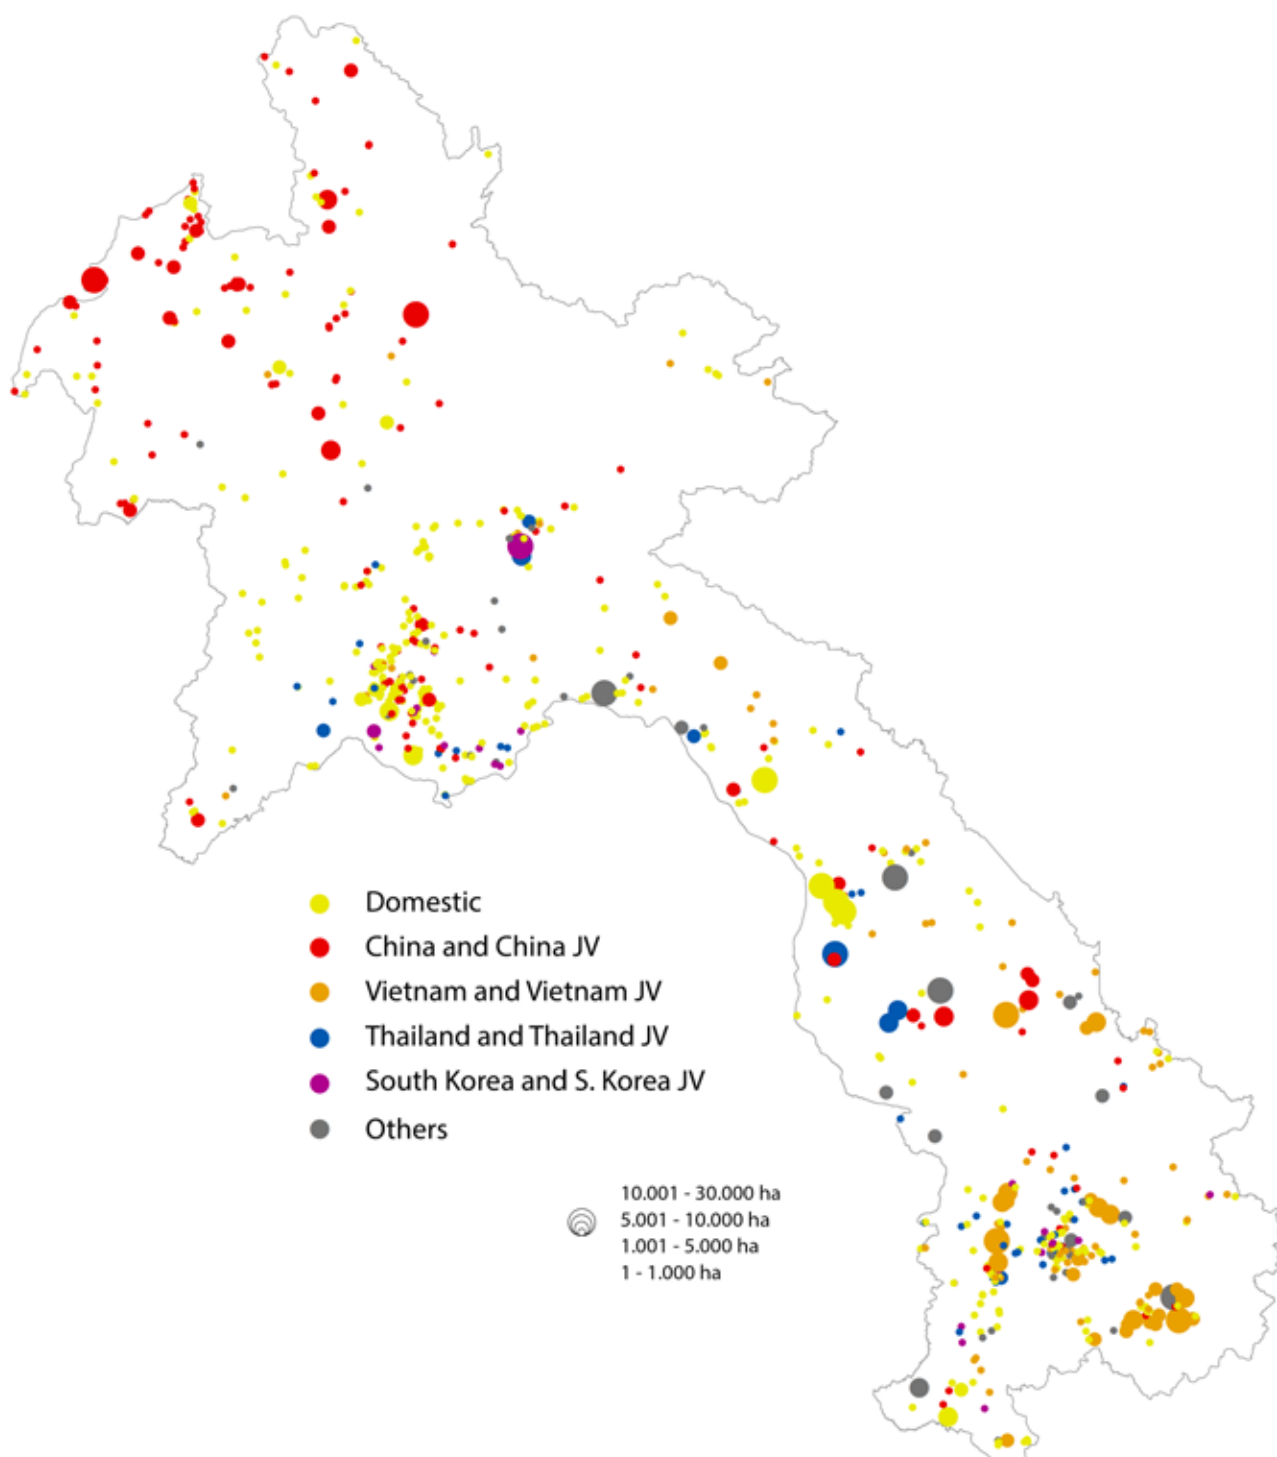 Domestic
China and China JV
Vietnam and Vietnam JV
Thailand and Thailand JV
South Korea and S. Korea JV
Others
10.001 - 30.000 ha
5.001 - 10.000 ha
1.001 - 5.000 ha
1 - 1.000 ha